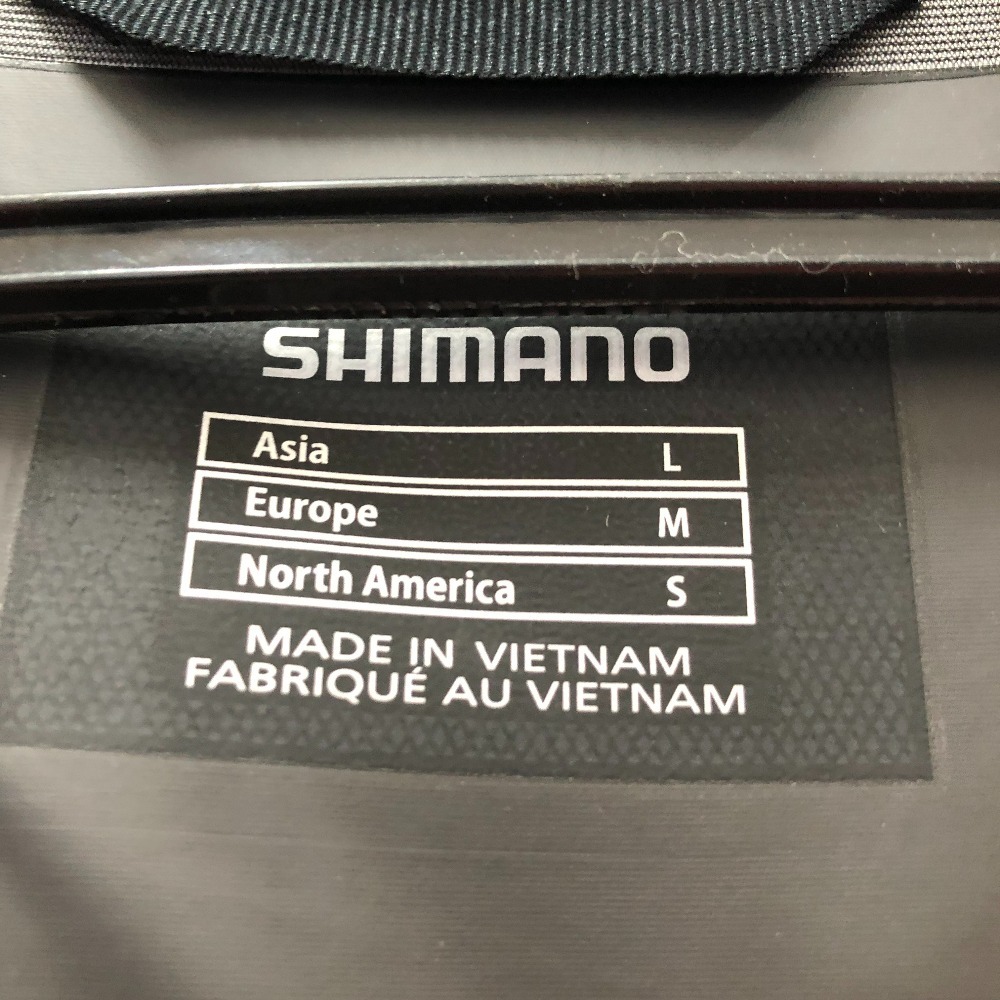 SHIMANO
Asia L
Europe M
North America S
MADE IN VIETNAM
FABRIQUÉ AU VIETNAM